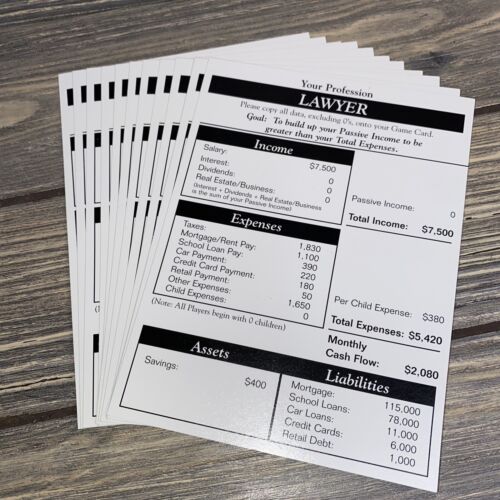 Your Profession
LAWYER
Please copy all data, excluding 0's, onto your Game Card.
Goal: To build up your Passive Income to be
greater than your Total Expenses.
Income
Salary: $7,500
Interest: 0
Dividends: 0
Real Estate/Business: 0
(Interest + Dividends + Real Estate/Business
is the sum of your Passive Income)
Passive Income: 0
Total Income: $7,500
Expenses
Taxes: 1,830
Mortgage/Rent Pay: 1,100
School Loan Pay: 390
Car Payment: 220
Credit Card Payment: 180
Retail Payment: 50
Other Expenses: 1,650
Child Expenses: 0
(Note: All Players begin with 0 children)
Per Child Expense: $380
Total Expenses: $5,420
Monthly
Cash Flow: $2,080
Assets
Savings: $400
Liabilities
Mortgage: 115,000
School Loans: 78,000
Car Loans: 11,000
Credit Cards: 6,000
Retail Debt: 1,000